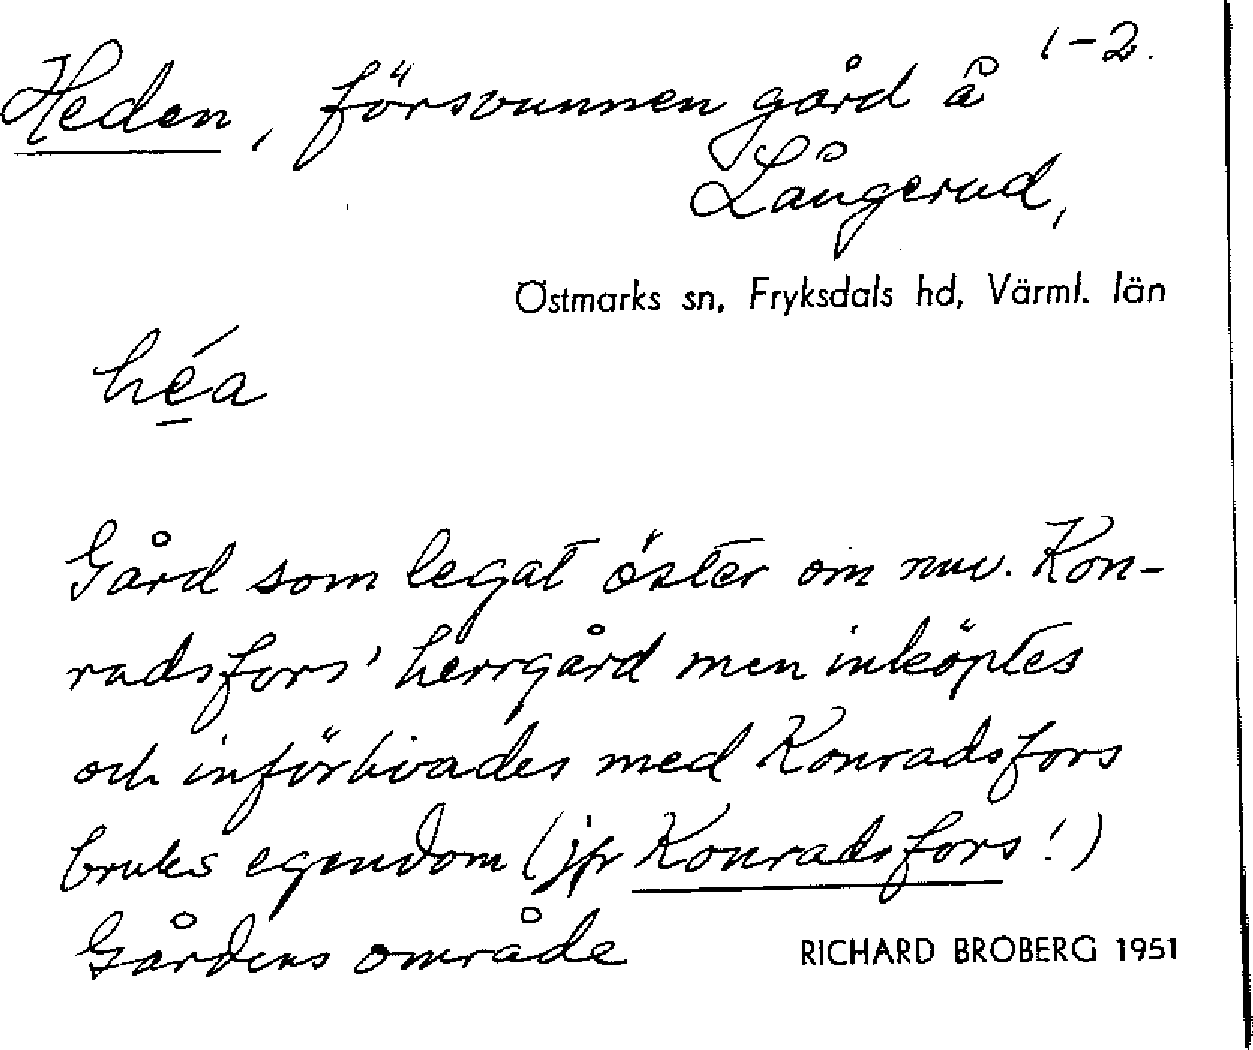 1-2.
Heden, försvunnen gård å
Långerud,
Östmarks sn, Fryksdals hd, Värml. län
héa
Gård som legat öster om nuv. Kon-
radsfors' herrgård men inköptes
och införlivades med Konradsfors
bruks egendom (jfr Konradsfors!)
Gårdens område
RICHARD BROBERG 1951